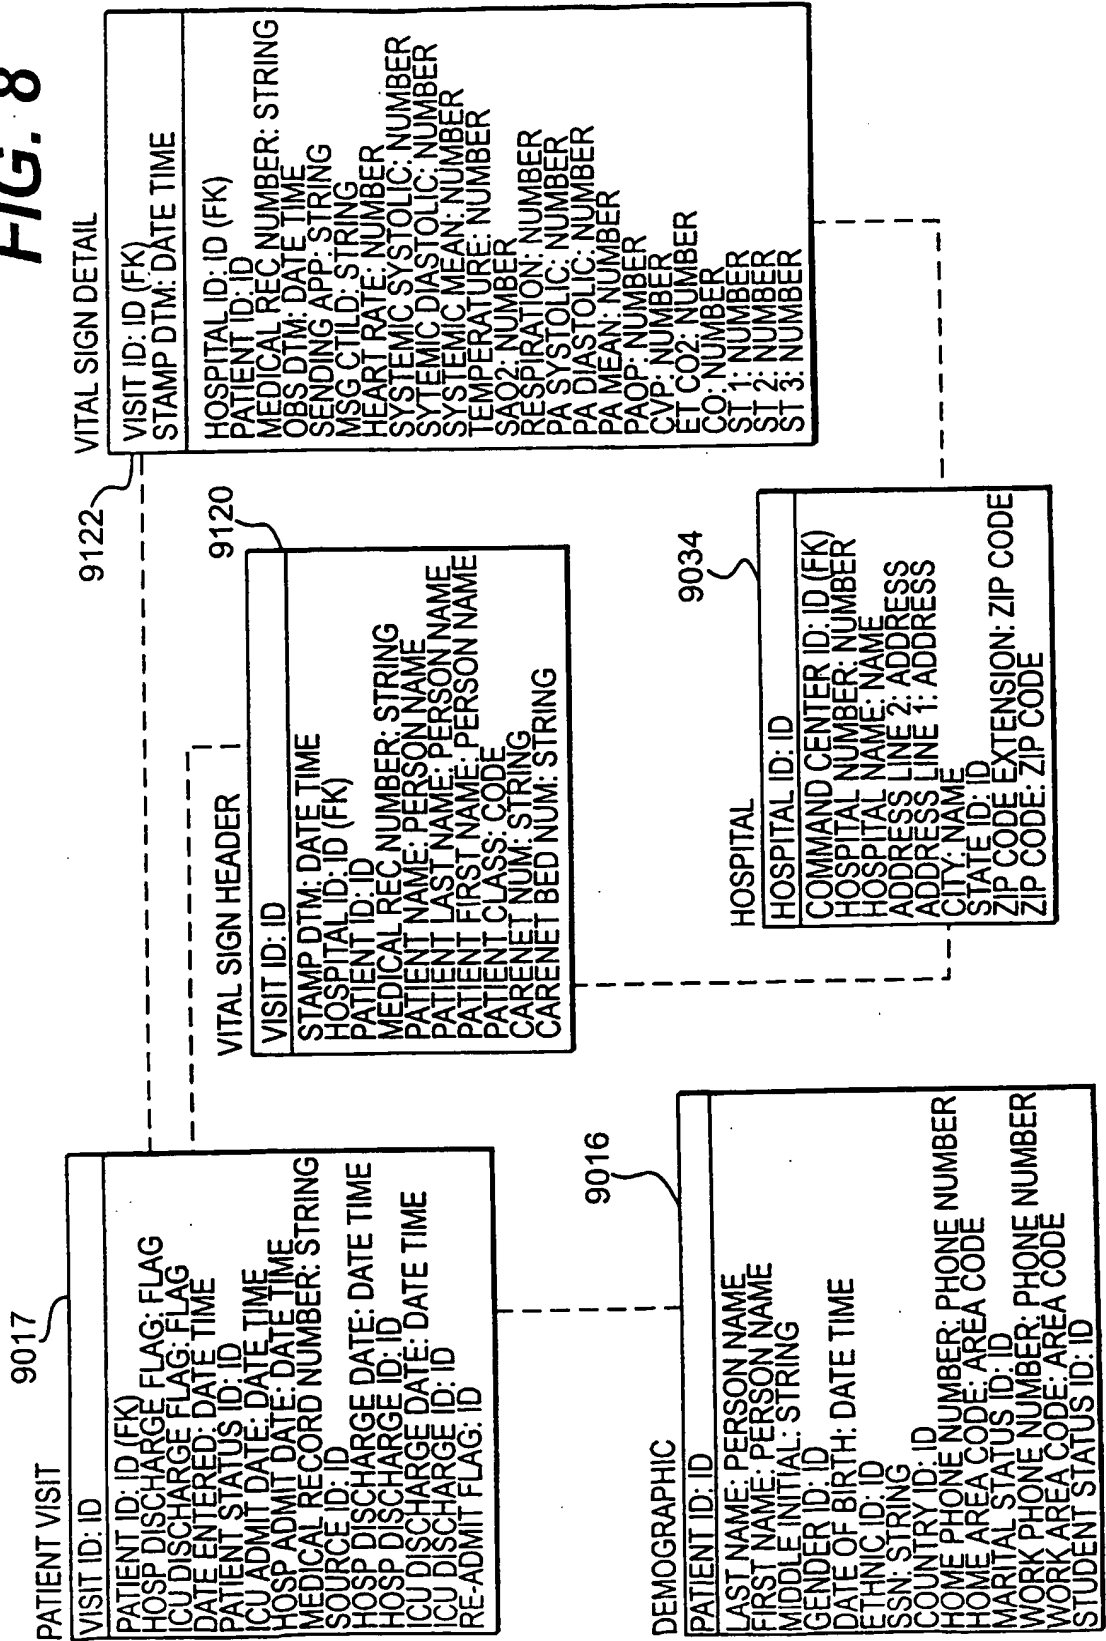 FIG. 8
PATIENT VISIT
9017
VISIT ID: ID
PATIENT ID: ID (FK)
HOSP DISCHARGE FLAG: FLAG
ICU DISCHARGE FLAG: FLAG
DATE ENTERED: DATE TIME
PATIENT STATUS ID: ID
ICU ADMIT DATE: DATE TIME
HOSP ADMIT DATE: DATE TIME
MEDICAL RECORD NUMBER: STRING
SOURCE ID: ID
HOSP DISCHARGE DATE: DATE TIME
HOSP DISCHARGE ID: ID
ICU DISCHARGE DATE: DATE TIME
ICU DISCHARGE ID: ID
RE-ADMIT FLAG: ID
DEMOGRAPHIC
9016
PATIENT ID: ID
LAST NAME: PERSON NAME
FIRST NAME: PERSON NAME
MIDDLE INITIAL: STRING
GENDER ID: ID
DATE OF BIRTH: DATE TIME
ETHNIC ID: ID
SSN: STRING
COUNTRY ID: ID
HOME PHONE NUMBER: PHONE NUMBER
HOME AREA CODE: AREA CODE
MARITAL STATUS ID: ID
WORK PHONE NUMBER: PHONE NUMBER
WORK AREA CODE: AREA CODE
STUDENT STATUS ID: ID
VITAL SIGN HEADER
9120
VISIT ID: ID
STAMP DTM: DATE TIME
HOSPITAL ID: ID (FK)
PATIENT ID: ID
MEDICAL REC NUMBER: STRING
PATIENT NAME: PERSON NAME
PATIENT LAST NAME: PERSON NAME
PATIENT FIRST NAME: PERSON NAME
PATIENT CLASS: CODE
CARENET NUM: STRING
CARENET BED NUM: STRING
HOSPITAL
9034
HOSPITAL ID: ID
COMMAND CENTER ID: ID (FK)
HOSPITAL NUMBER: NUMBER
HOSPITAL NAME: NAME
ADDRESS LINE 2: ADDRESS
ADDRESS LINE 1: ADDRESS
CITY: NAME
STATE ID: ID
ZIP CODE EXTENSION: ZIP CODE
ZIP CODE: ZIP CODE
VITAL SIGN DETAIL
9122
VISIT ID: ID (FK)
STAMP DTM: DATE TIME
HOSPITAL ID: ID (FK)
PATIENT ID: ID
MEDICAL REC NUMBER: STRING
OBS DTM: DATE TIME
SENDING APP: STRING
MSG CTILD: STRING
HEART RATE: NUMBER
SYSTEMIC SYSTOLIC: NUMBER
SYTEMIC DIASTOLIC: NUMBER
SYSTEMIC MEAN: NUMBER
TEMPERATURE: NUMBER
SAO2: NUMBER
RESPIRATION: NUMBER
PA SYSTOLIC: NUMBER
PA DIASTOLIC: NUMBER
PA MEAN: NUMBER
PAOP: NUMBER
CVP: NUMBER
ET CO2: NUMBER
CO: NUMBER
ST 1: NUMBER
ST 2: NUMBER
ST 3: NUMBER